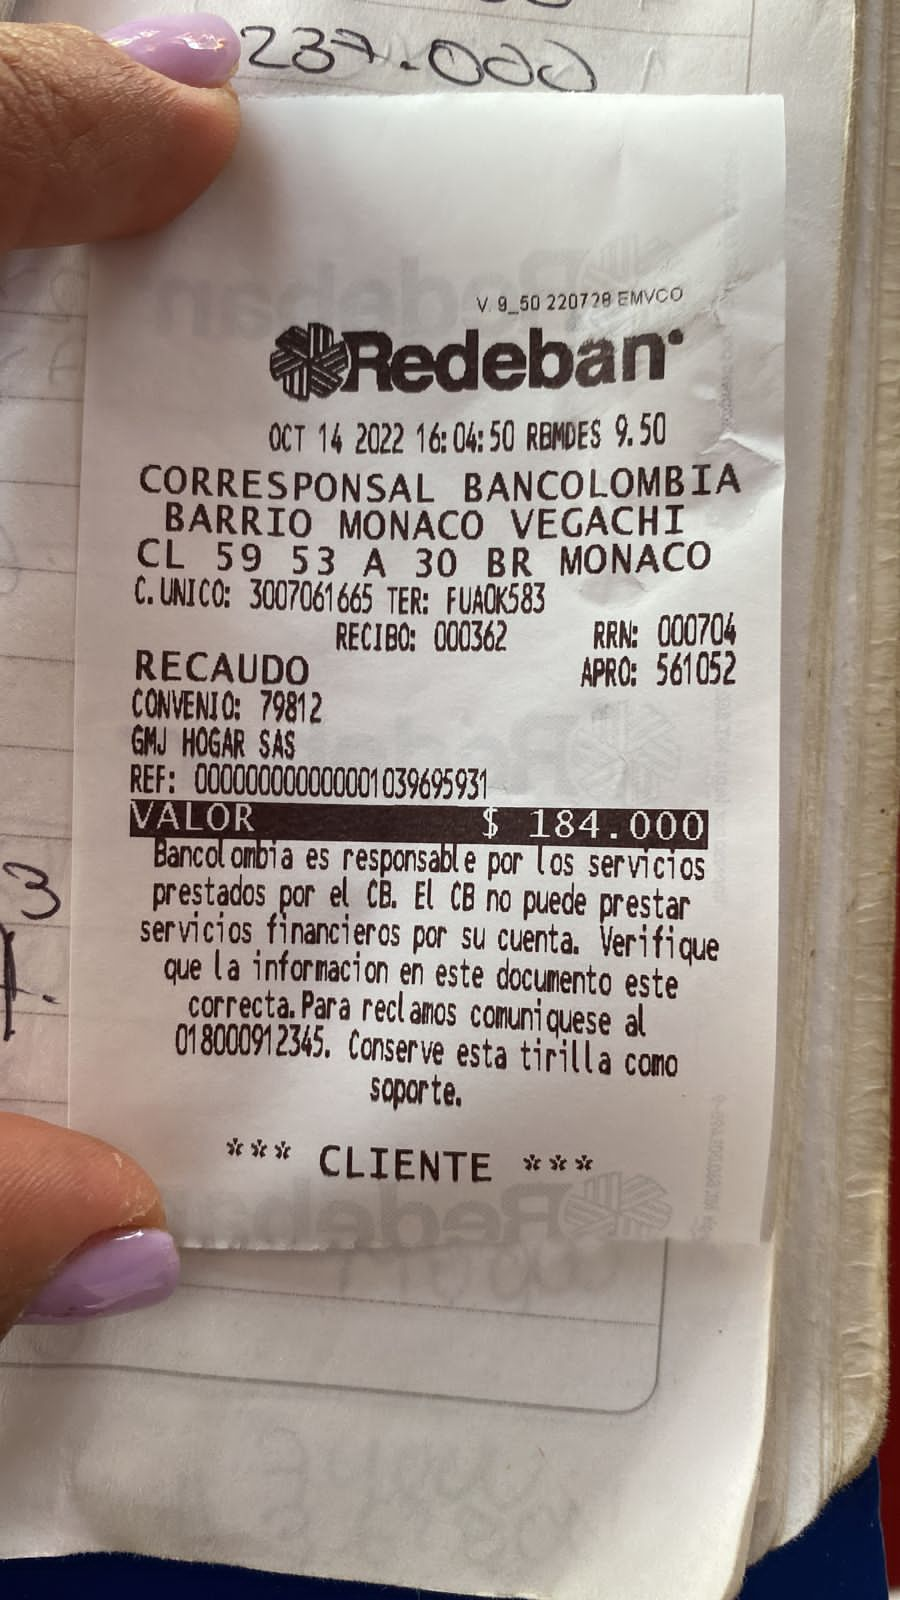 237.000
V. 9_50 220728 EMVCO
Redeban
OCT 14 2022 16:04:50 RBMDES 9.50
CORRESPONSAL BANCOLOMBIA
BARRIO MONACO VEGACHI
CL 59 53 A 30 BR MONACO
C.UNICO: 3007061665 TER: FUAOK583
RECIBO: 000362 RRN: 000704
RECAUDO APRO: 561052
CONVENIO: 79812
GMJ HOGAR SAS
REF: 000000000000001039695931
VALOR $ 184.000
Bancolombia es responsable por los servicios
prestados por el CB. El CB no puede prestar
servicios financieros por su cuenta. Verifique
que la informacion en este documento este
correcta.Para reclamos comuniquese al
018000912345. Conserve esta tirilla como
soporte.
*** CLIENTE ***
3